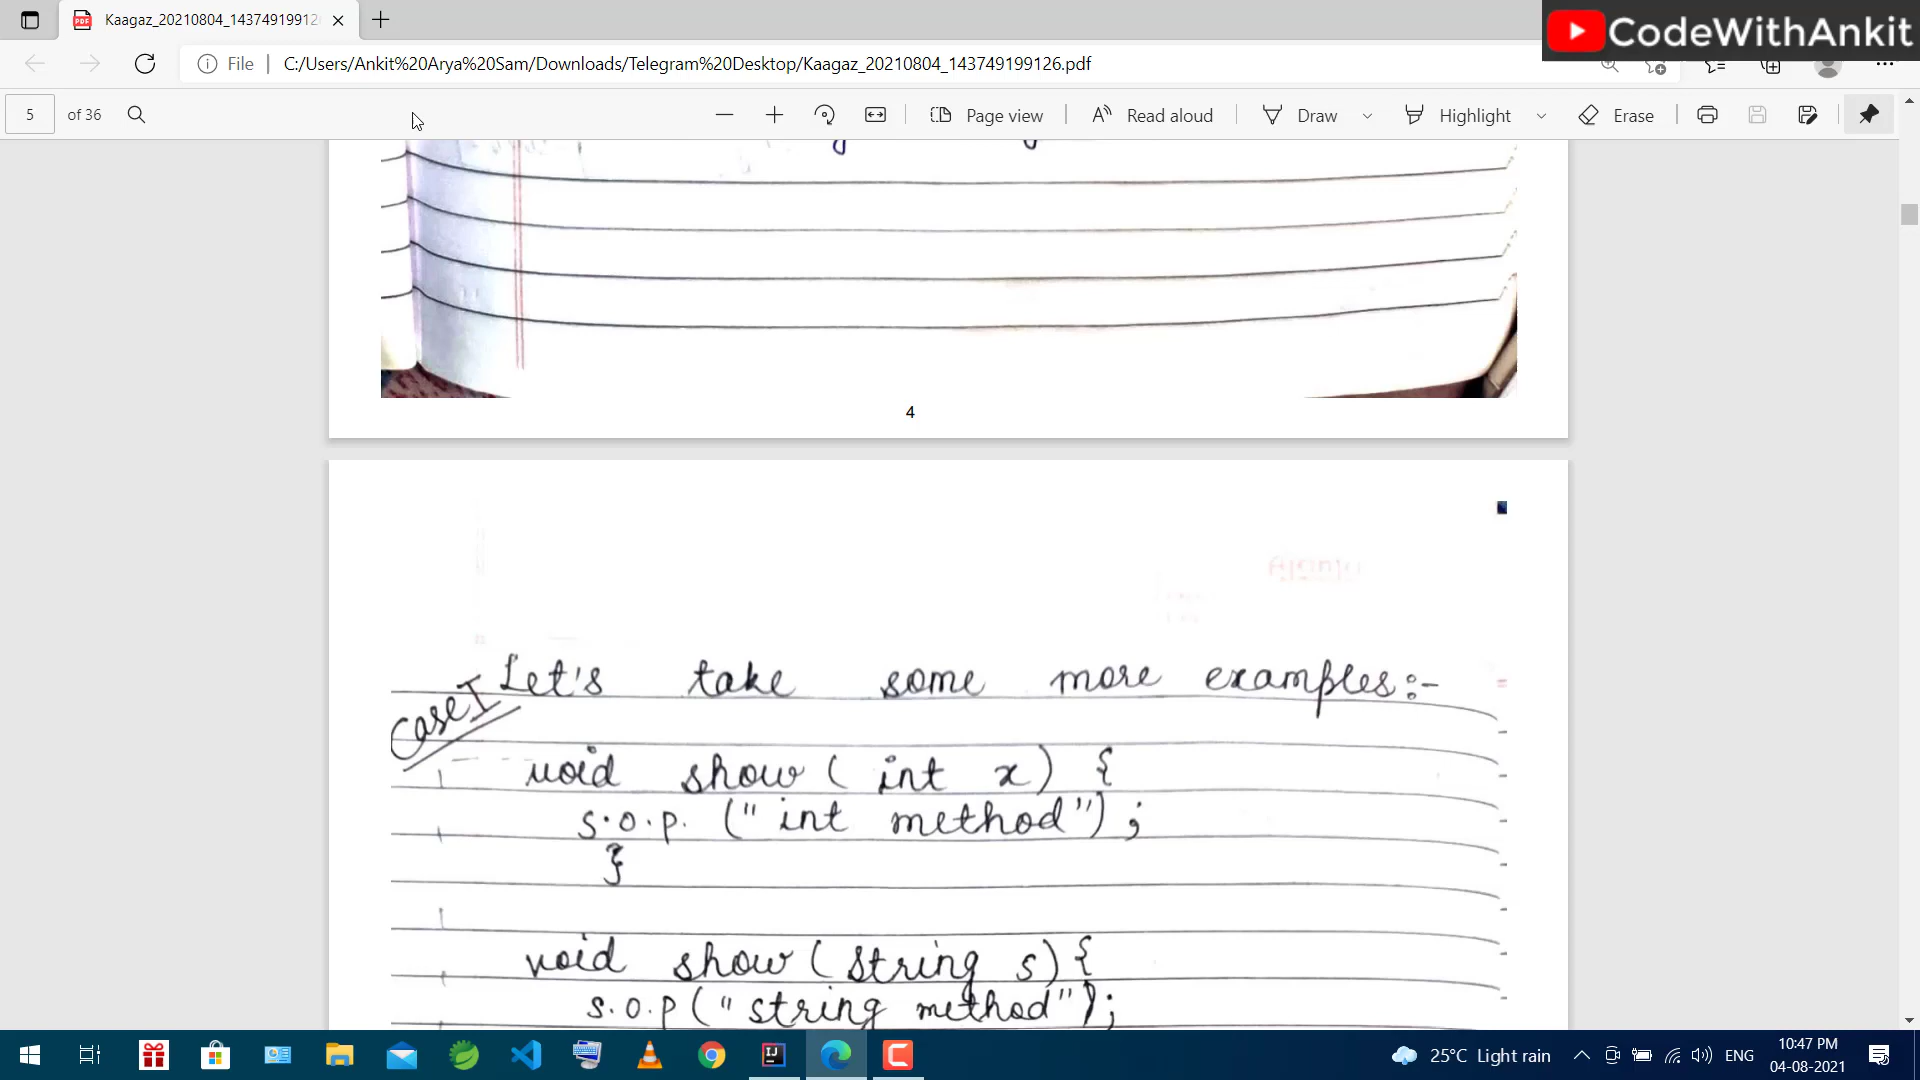 Kaagaz_20210804_14374919912
CodeWithAnkit
File
C:/Users/Ankit%20Arya%20Sam/Downloads/Telegram%20Desktop/Kaagaz_20210804_143749199126.pdf
5 of 36
Page view
Read aloud
Draw
Highlight
Erase
4
Let's take some more examples:-
Case I
void show ( int x) {
s.o.p. (" int method") ;
}
void show ( string s) {
s.o.p (" string method");
25°C Light rain
ENG
10:47 PM
04-08-2021